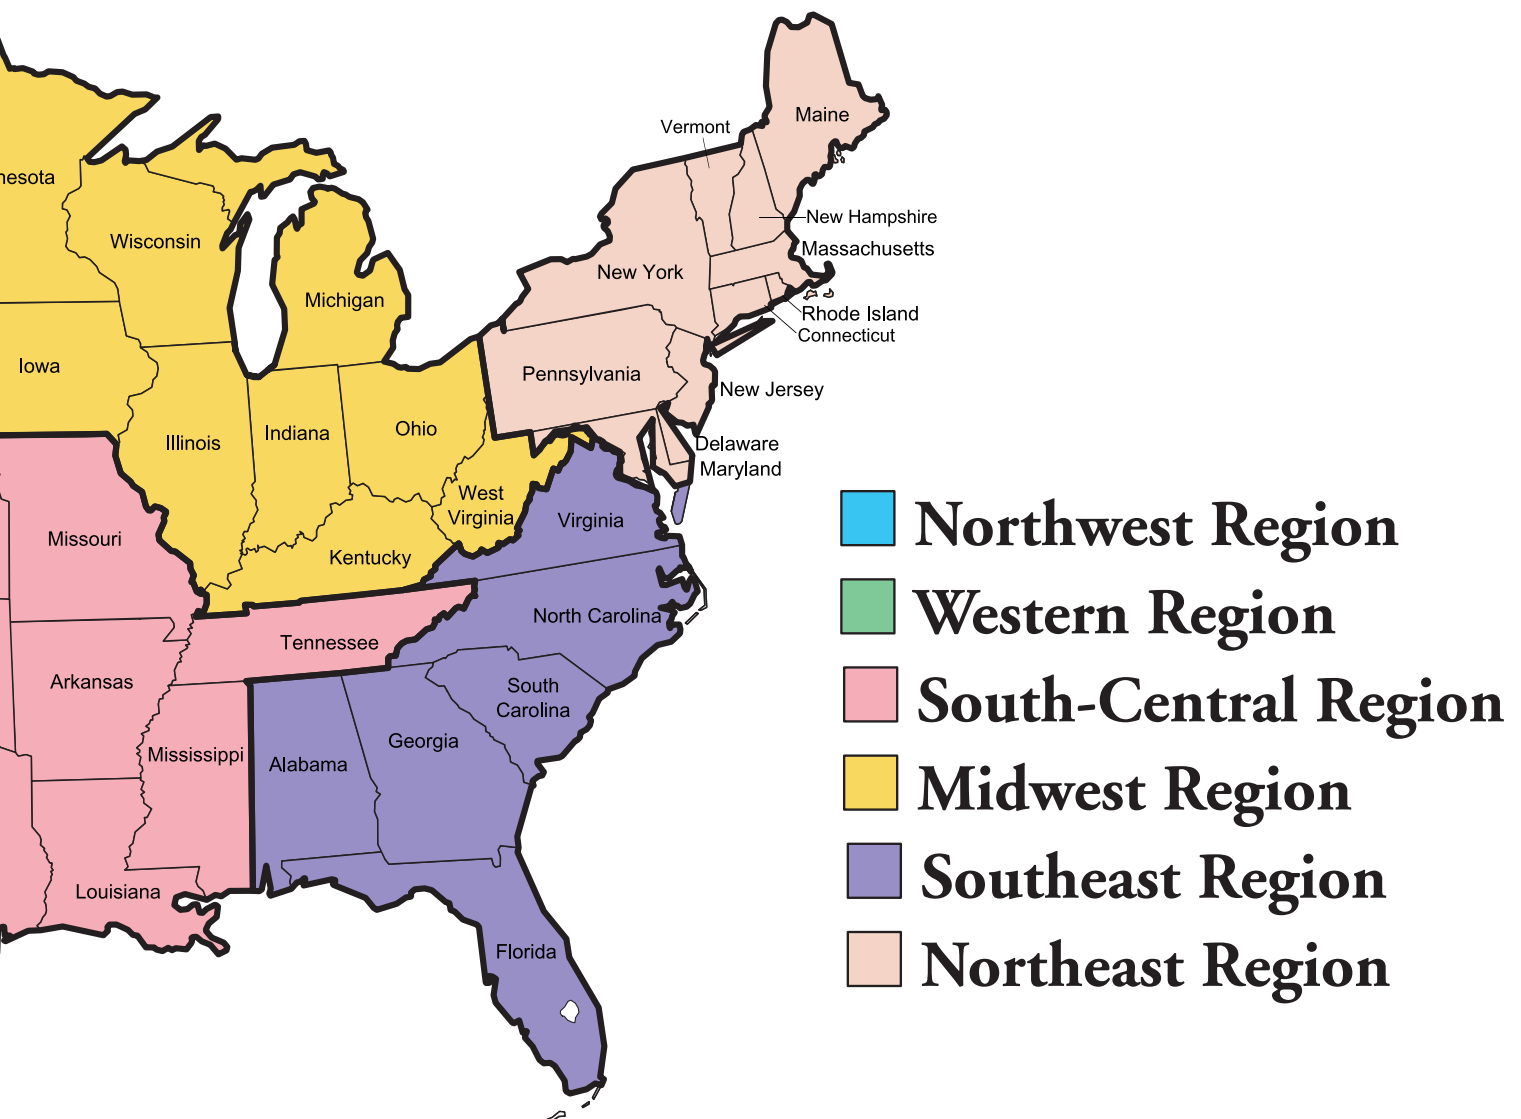 Maine
Vermont
nesota
New Hampshire
Wisconsin
Massachusetts
New York
Michigan
Rhode Island
Connecticut
Iowa
Pennsylvania
New Jersey
Illinois
Indiana
Ohio
Delaware
Maryland
West
Virginia
Virginia
Missouri
Kentucky
North Carolina
Tennessee
Arkansas
South
Carolina
Georgia
Mississippi
Alabama
Louisiana
Florida
Northwest Region
Western Region
South-Central Region
Midwest Region
Southeast Region
Northeast Region